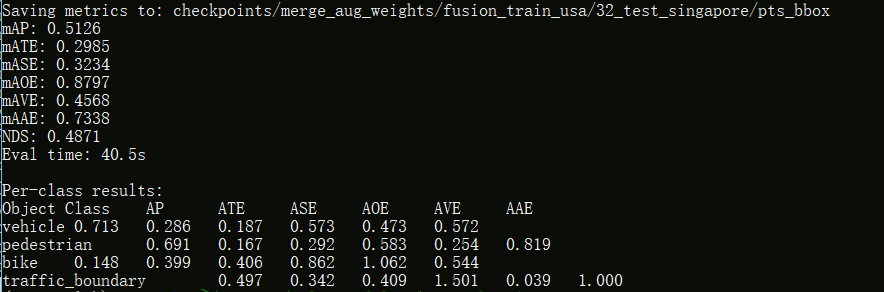 Saving metrics to: checkpoints/merge_aug_weights/fusion_train_usa/32_test_singapore/pts_bbox
mAP: 0.5126
mATE: 0.2985
mASE: 0.3234
mAOE: 0.8797
mAVE: 0.4568
mAAE: 0.7338
NDS: 0.4871
Eval time: 40.5s
Per-class results:
Object Class AP ATE ASE AOE AVE AAE
vehicle 0.713 0.286 0.187 0.573 0.473 0.572
pedestrian 0.691 0.167 0.292 0.583 0.254 0.819
bike 0.148 0.399 0.406 0.862 1.062 0.544
traffic_boundary 0.497 0.342 0.409 1.501 0.039 1.000